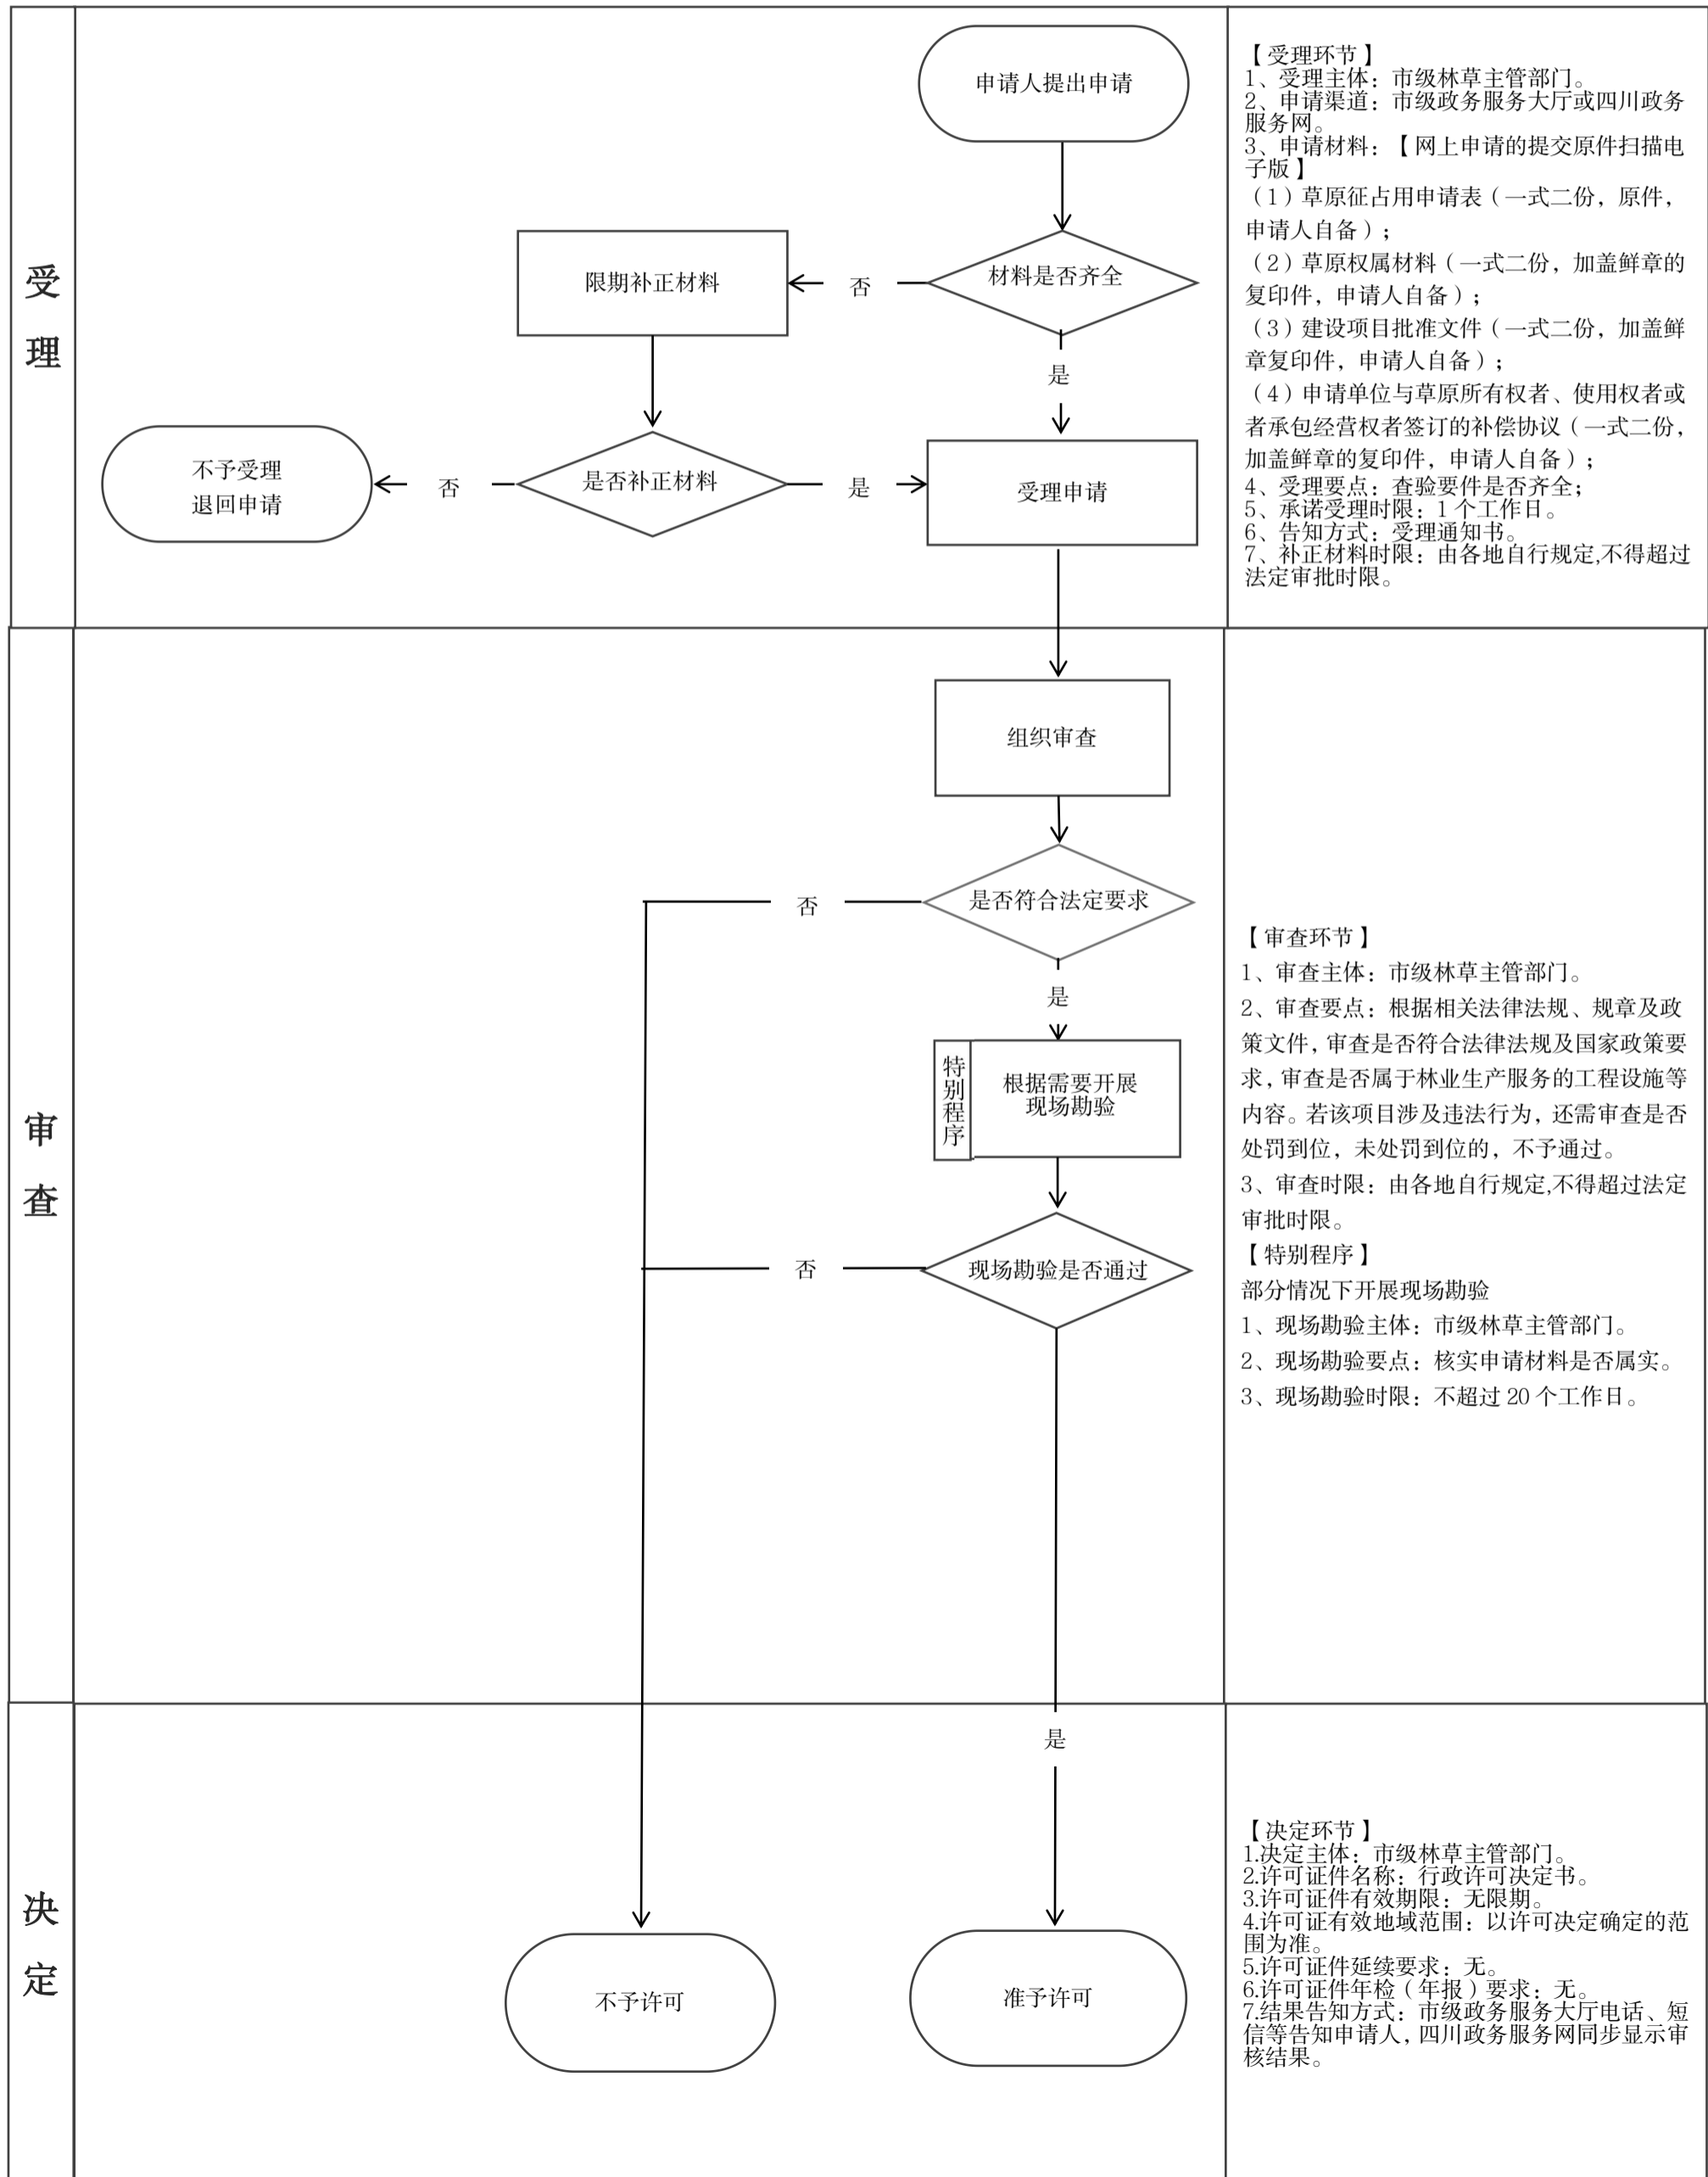 受
理
申请人提出申请
材料是否齐全
否
限期补正材料
是
是否补正材料
否
不予受理
退回申请
是
受理申请
【受理环节】
1、受理主体：市级林草主管部门。
2、申请渠道：市级政务服务大厅或四川政务
服务网。
3、申请材料：【网上申请的提交原件扫描电
子版】
（1）草原征占用申请表（一式二份，原件，
申请人自备）；
（2）草原权属材料（一式二份，加盖鲜章的
复印件，申请人自备）；
（3）建设项目批准文件（一式二份，加盖鲜
章复印件，申请人自备）；
（4）申请单位与草原所有权者、使用权者或
者承包经营权者签订的补偿协议（一式二份，
加盖鲜章的复印件，申请人自备）；
4、受理要点：查验要件是否齐全；
5、承诺受理时限：1 个工作日。
6、告知方式：受理通知书。
7、补正材料时限：由各地自行规定,不得超过
法定审批时限。
审
查
组织审查
是否符合法定要求
否
是
特
别
程
序
根据需要开展
现场勘验
现场勘验是否通过
否
【审查环节】
1、审查主体：市级林草主管部门。
2、审查要点：根据相关法律法规、规章及政
策文件，审查是否符合法律法规及国家政策要
求，审查是否属于林业生产服务的工程设施等
内容。若该项目涉及违法行为，还需审查是否
处罚到位，未处罚到位的，不予通过。
3、审查时限：由各地自行规定,不得超过法定
审批时限。
【特别程序】
部分情况下开展现场勘验
1、现场勘验主体：市级林草主管部门。
2、现场勘验要点：核实申请材料是否属实。
3、现场勘验时限：不超过 20 个工作日。
决
定
是
不予许可
准予许可
【决定环节】
1.决定主体：市级林草主管部门。
2.许可证件名称：行政许可决定书。
3.许可证件有效期限：无限期。
4.许可证有效地域范围：以许可决定确定的范
围为准。
5.许可证件延续要求：无。
6.许可证件年检（年报）要求：无。
7.结果告知方式：市级政务服务大厅电话、短
信等告知申请人，四川政务服务网同步显示审
核结果。